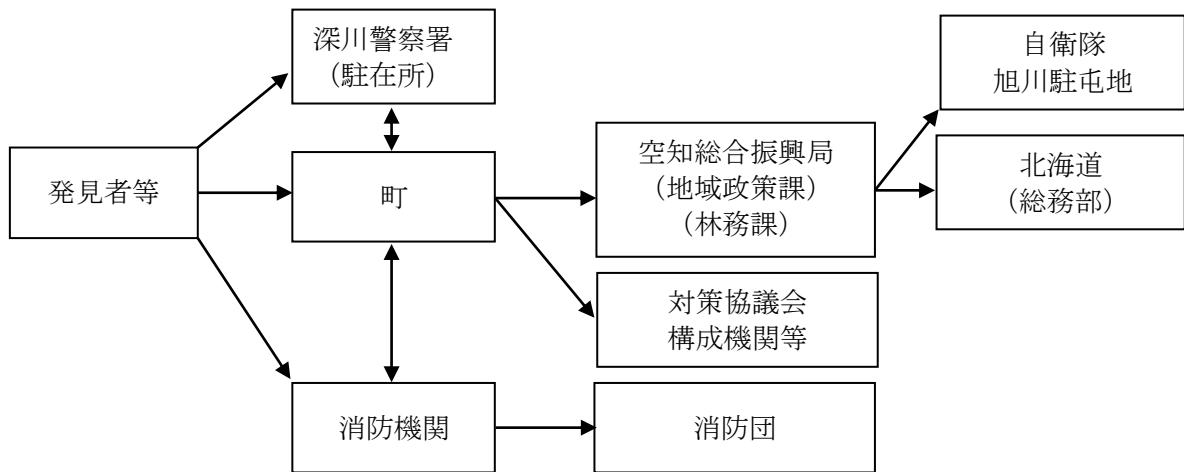 深川警察署
（駐在所）
自衛隊
旭川駐屯地
発見者等
町
空知総合振興局
（地域政策課）
（林務課）
北海道
（総務部）
対策協議会
構成機関等
消防機関
消防団